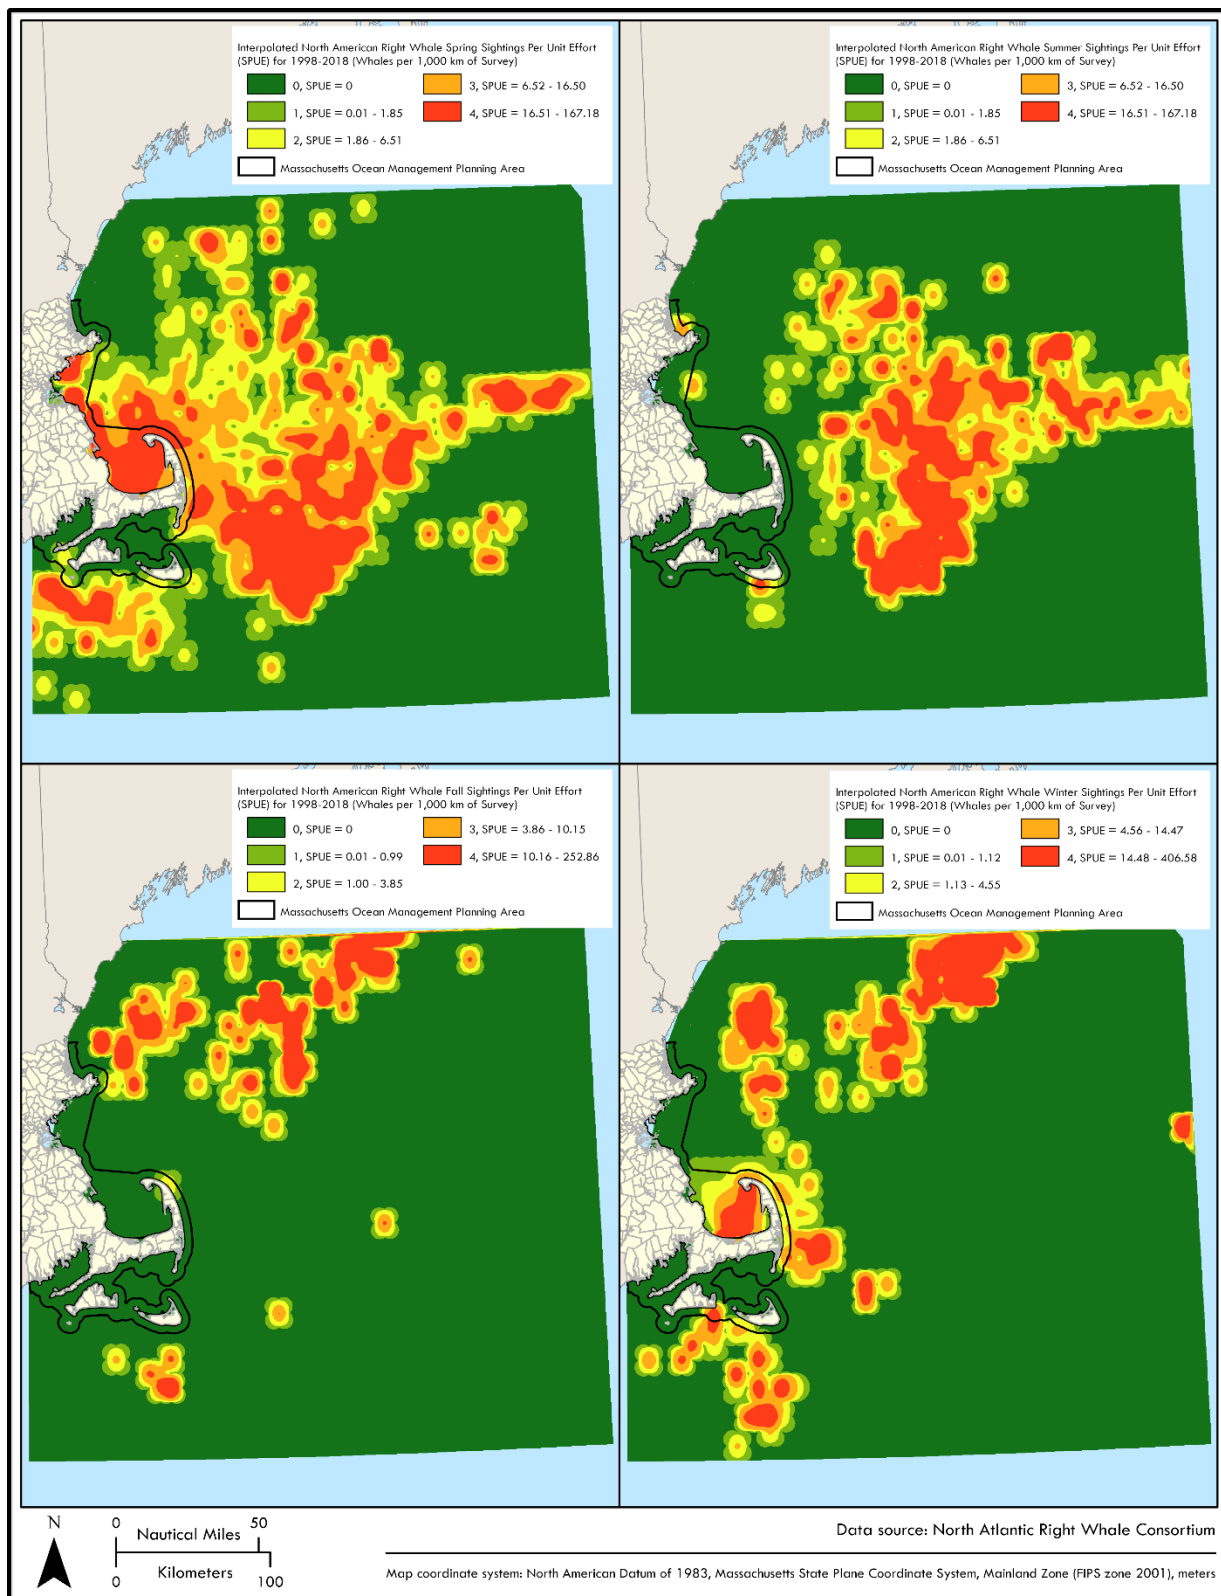 Interpolated North American Right Whale Spring Sightings Per Unit Effort
(SPUE) for 1998-2018 (Whales per 1,000 km of Survey)
0, SPUE = 0
3, SPUE = 6.52 - 16.50
1, SPUE = 0.01 - 1.85
4, SPUE = 16.51 - 167.18
2, SPUE = 1.86 - 6.51
Massachusetts Ocean Management Planning Area
Interpolated North American Right Whale Summer Sightings Per Unit Effort
(SPUE) for 1998-2018 (Whales per 1,000 km of Survey)
0, SPUE = 0
3, SPUE = 6.52 - 16.50
1, SPUE = 0.01 - 1.85
4, SPUE = 16.51 - 167.18
2, SPUE = 1.86 - 6.51
Massachusetts Ocean Management Planning Area
Interpolated North American Right Whale Fall Sightings Per Unit Effort
(SPUE) for 1998-2018 (Whales per 1,000 km of Survey)
0, SPUE = 0
3, SPUE = 3.86 - 10.15
1, SPUE = 0.01 - 0.99
4, SPUE = 10.16 - 252.86
2, SPUE = 1.00 - 3.85
Massachusetts Ocean Management Planning Area
Interpolated North American Right Whale Winter Sightings Per Unit Effort
(SPUE) for 1998-2018 (Whales per 1,000 km of Survey)
0, SPUE = 0
3, SPUE = 4.56 - 14.47
1, SPUE = 0.01 - 1.12
4, SPUE = 14.48 - 406.58
2, SPUE = 1.13 - 4.55
Massachusetts Ocean Management Planning Area
N
0 50
Nautical Miles
Kilometers
0 100
Data source: North Atlantic Right Whale Consortium
Map coordinate system: North American Datum of 1983, Massachusetts State Plane Coordinate System, Mainland Zone (FIPS zone 2001), meters